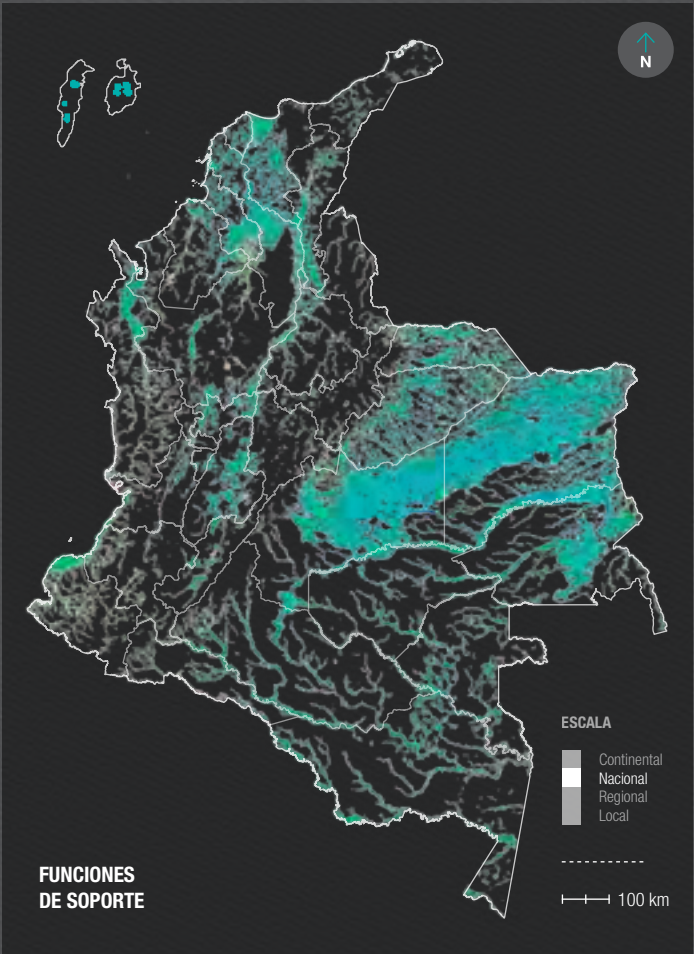 N
ESCALA
Continental
Nacional
Regional
Local
100 km
FUNCIONES
DE SOPORTE